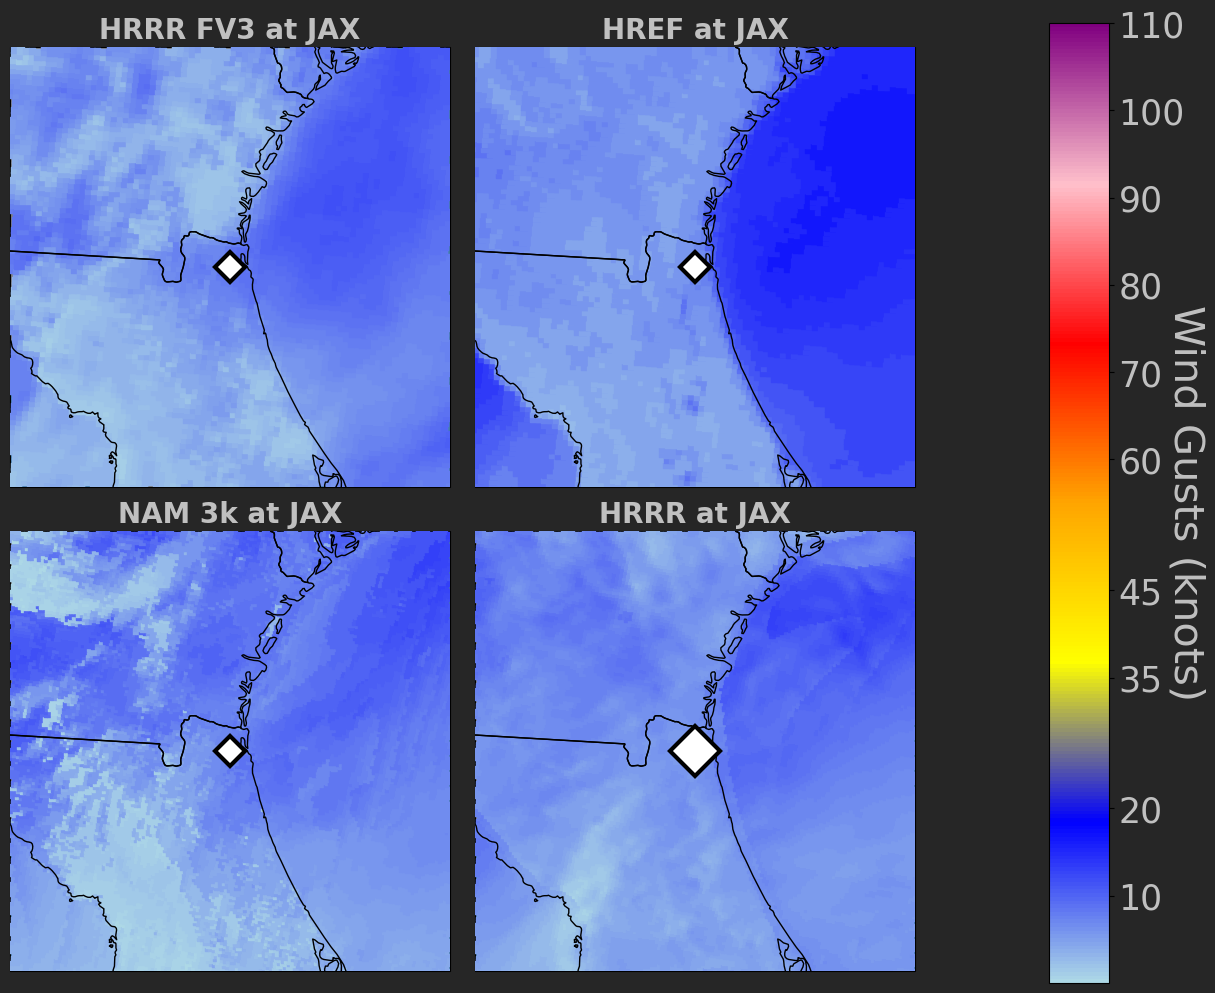 HRRR FV3 at JAX
HREF at JAX
NAM 3k at JAX
HRRR at JAX
110
100
90
80
70
60
45
35
20
10
Wind Gusts (knots)